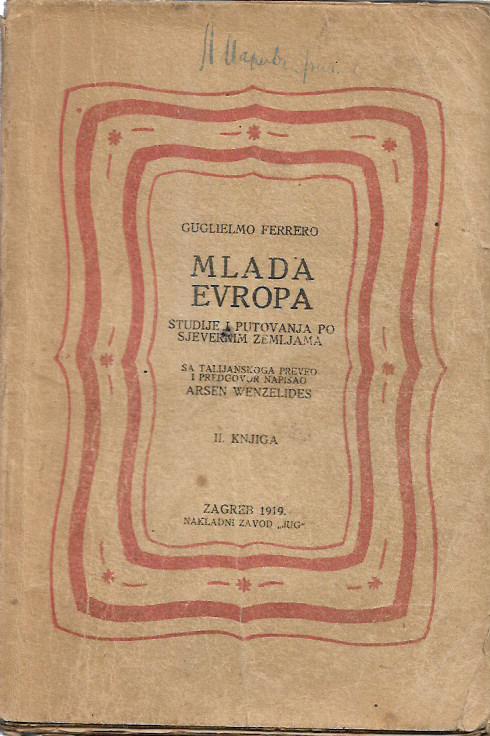 GUGLIELMO FERRERO
MLADA
EVROPA
STUDIJE I PUTOVANJA PO
SJEVERNIM ZEMLJAMA
SA TALIJANSKOGA PREVEO
I PREDGOVOR NAPISAO
ARSEN WENZELIDES
II. KNJIGA
ZAGREB 1919.
NAKLADNI ZAVOD „JUG“